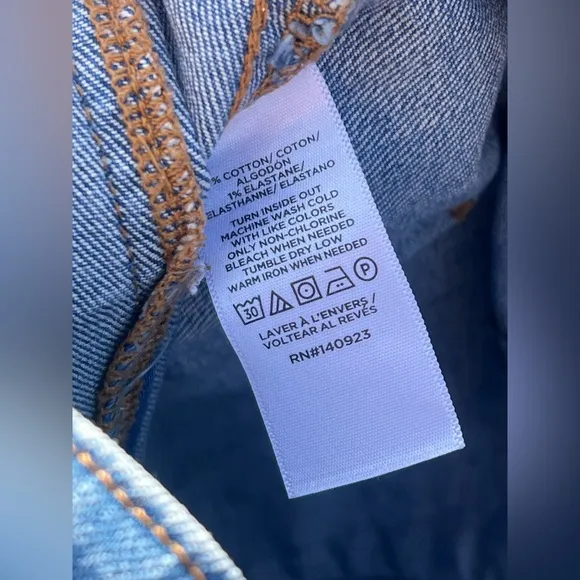 % COTTON/ COTON/
ALGODÓN
1% ELASTANE/
ELASTHANNE/ ELASTANO
TURN INSIDE OUT
MACHINE WASH COLD
WITH LIKE COLORS
ONLY NON-CHLORINE
BLEACH WHEN NEEDED
TUMBLE DRY LOW
WARM IRON WHEN NEEDED
30 P
LAVER À L'ENVERS/
VOLTEAR AL REVÉS
RN#140923